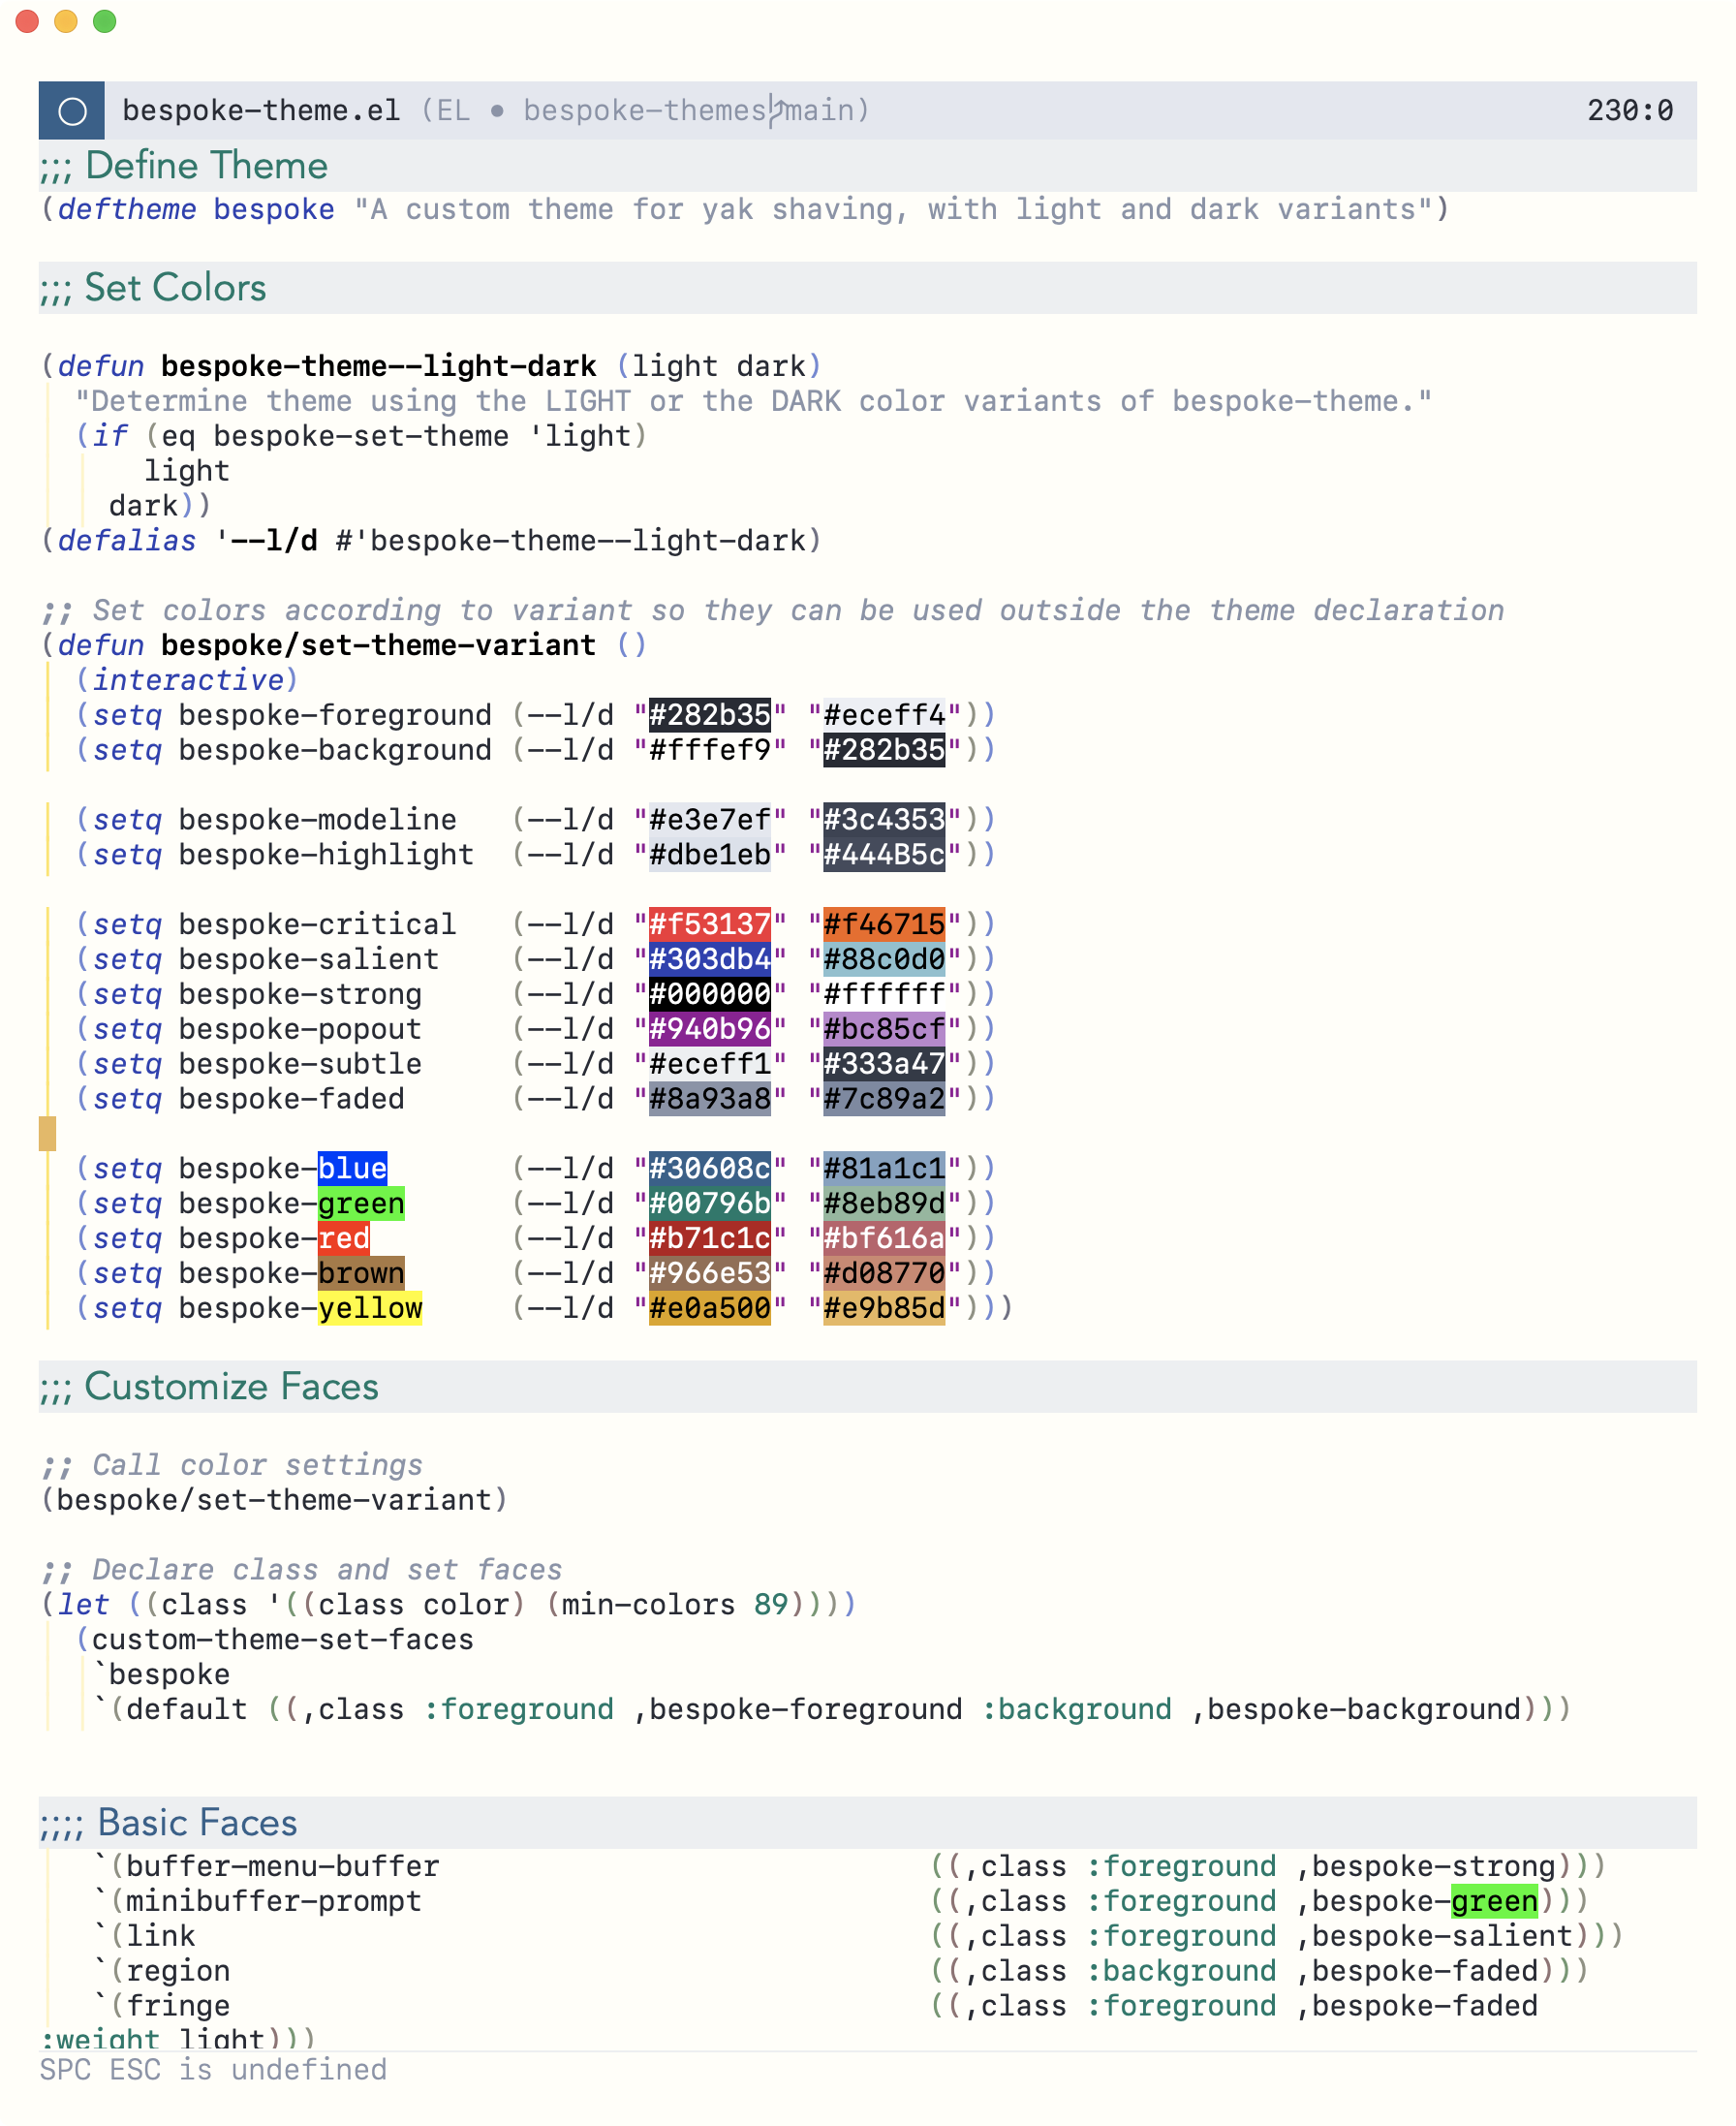 bespoke-theme.el (EL • bespoke-themes main) 230:0
;;; Define Theme
(deftheme bespoke "A custom theme for yak shaving, with light and dark variants")
;;; Set Colors
(defun bespoke-theme--light-dark (light dark)
  "Determine theme using the LIGHT or the DARK color variants of bespoke-theme."
  (if (eq bespoke-set-theme 'light)
      light
    dark))
(defalias '--l/d #'bespoke-theme--light-dark)
;; Set colors according to variant so they can be used outside the theme declaration
(defun bespoke/set-theme-variant ()
  (interactive)
  (setq bespoke-foreground (--l/d "#282b35" "#eceff4"))
  (setq bespoke-background (--l/d "#fffef9" "#282b35"))
  (setq bespoke-modeline   (--l/d "#e3e7ef" "#3c4353"))
  (setq bespoke-highlight  (--l/d "#dbe1eb" "#444B5c"))
  (setq bespoke-critical   (--l/d "#f53137" "#f46715"))
  (setq bespoke-salient    (--l/d "#303db4" "#88c0d0"))
  (setq bespoke-strong     (--l/d "#000000" "#ffffff"))
  (setq bespoke-popout     (--l/d "#940b96" "#bc85cf"))
  (setq bespoke-subtle     (--l/d "#eceff1" "#333a47"))
  (setq bespoke-faded      (--l/d "#8a93a8" "#7c89a2"))
  (setq bespoke-blue       (--l/d "#30608c" "#81a1c1"))
  (setq bespoke-green      (--l/d "#00796b" "#8eb89d"))
  (setq bespoke-red        (--l/d "#b71c1c" "#bf616a"))
  (setq bespoke-brown      (--l/d "#966e53" "#d08770"))
  (setq bespoke-yellow     (--l/d "#e0a500" "#e9b85d")))
;;; Customize Faces
;; Call color settings
(bespoke/set-theme-variant)
;; Declare class and set faces
(let ((class '((class color) (min-colors 89))))
  (custom-theme-set-faces
   `bespoke
   `(default ((,class :foreground ,bespoke-foreground :background ,bespoke-background)))
;;;; Basic Faces
   `(buffer-menu-buffer                            ((,class :foreground ,bespoke-strong)))
   `(minibuffer-prompt                             ((,class :foreground ,bespoke-green)))
   `(link                                          ((,class :foreground ,bespoke-salient)))
   `(region                                        ((,class :background ,bespoke-faded)))
   `(fringe                                        ((,class :foreground ,bespoke-faded
:weight light)))
SPC ESC is undefined